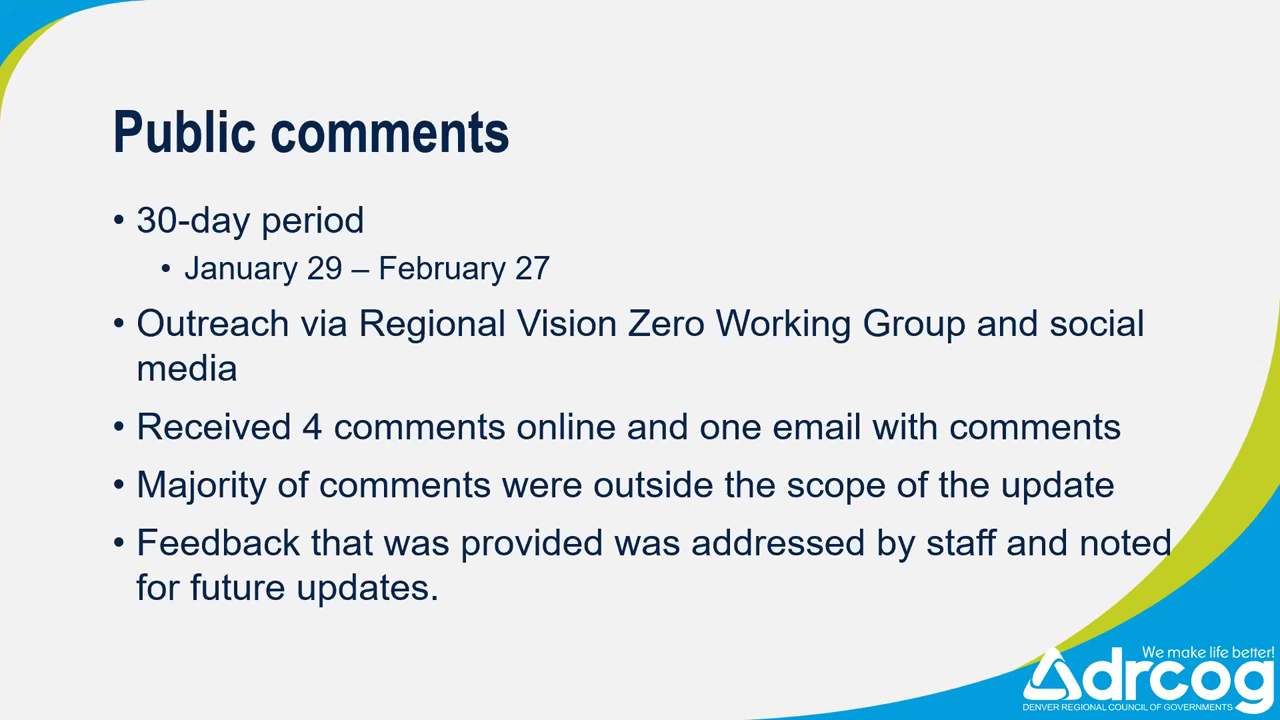 Public comments
• 30-day period
• January 29 – February 27
• Outreach via Regional Vision Zero Working Group and social
media
• Received 4 comments online and one email with comments
• Majority of comments were outside the scope of the update
• Feedback that was provided was addressed by staff and noted
for future updates.
We make life better!
drcog
DENVER REGIONAL COUNCIL OF GOVERNMENTS